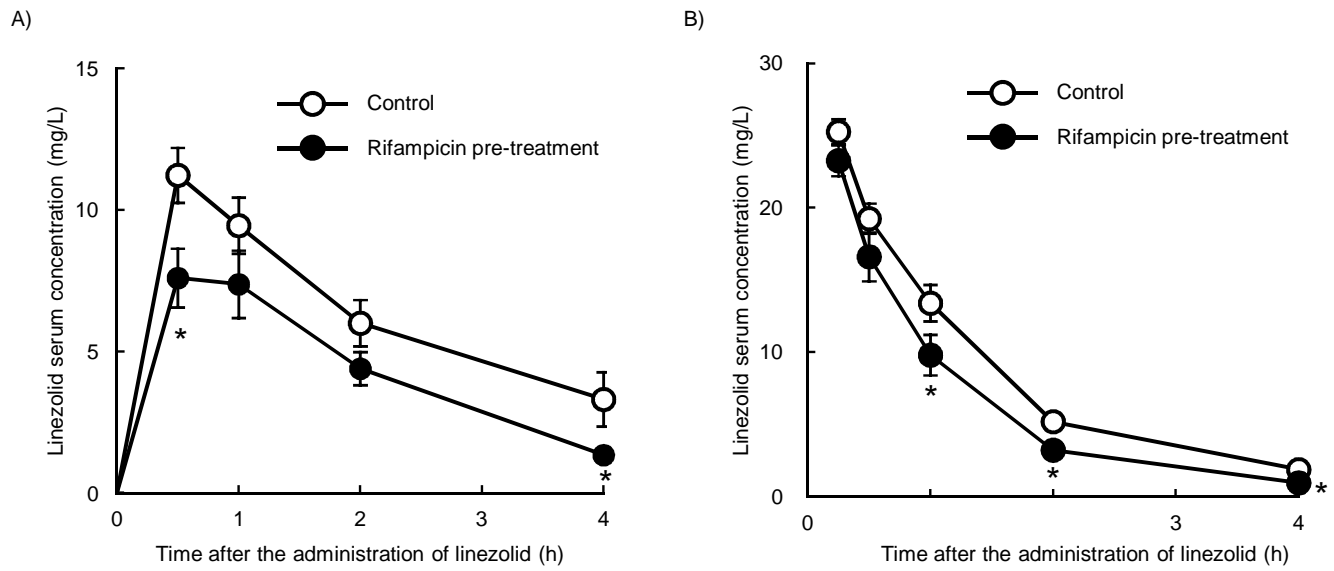 A)
Linezolid serum concentration (mg/L)
15
10
5
0
Control
Rifampicin pre-treatment
*
*
0 1 2 3 4
Time after the administration of linezolid (h)
B)
Linezolid serum concentration (mg/L)
30
20
10
0
Control
Rifampicin pre-treatment
*
*
*
0 3 4
Time after the administration of linezolid (h)